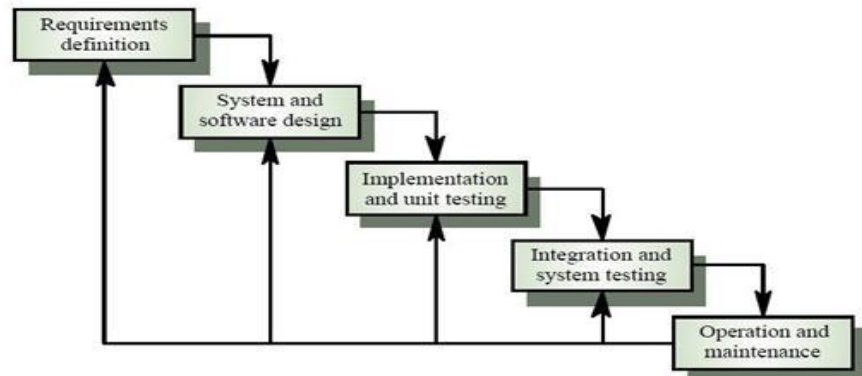 Requirements
definition
System and
software design
Implementation
and unit testing
Integration and
system testing
Operation and
maintenance